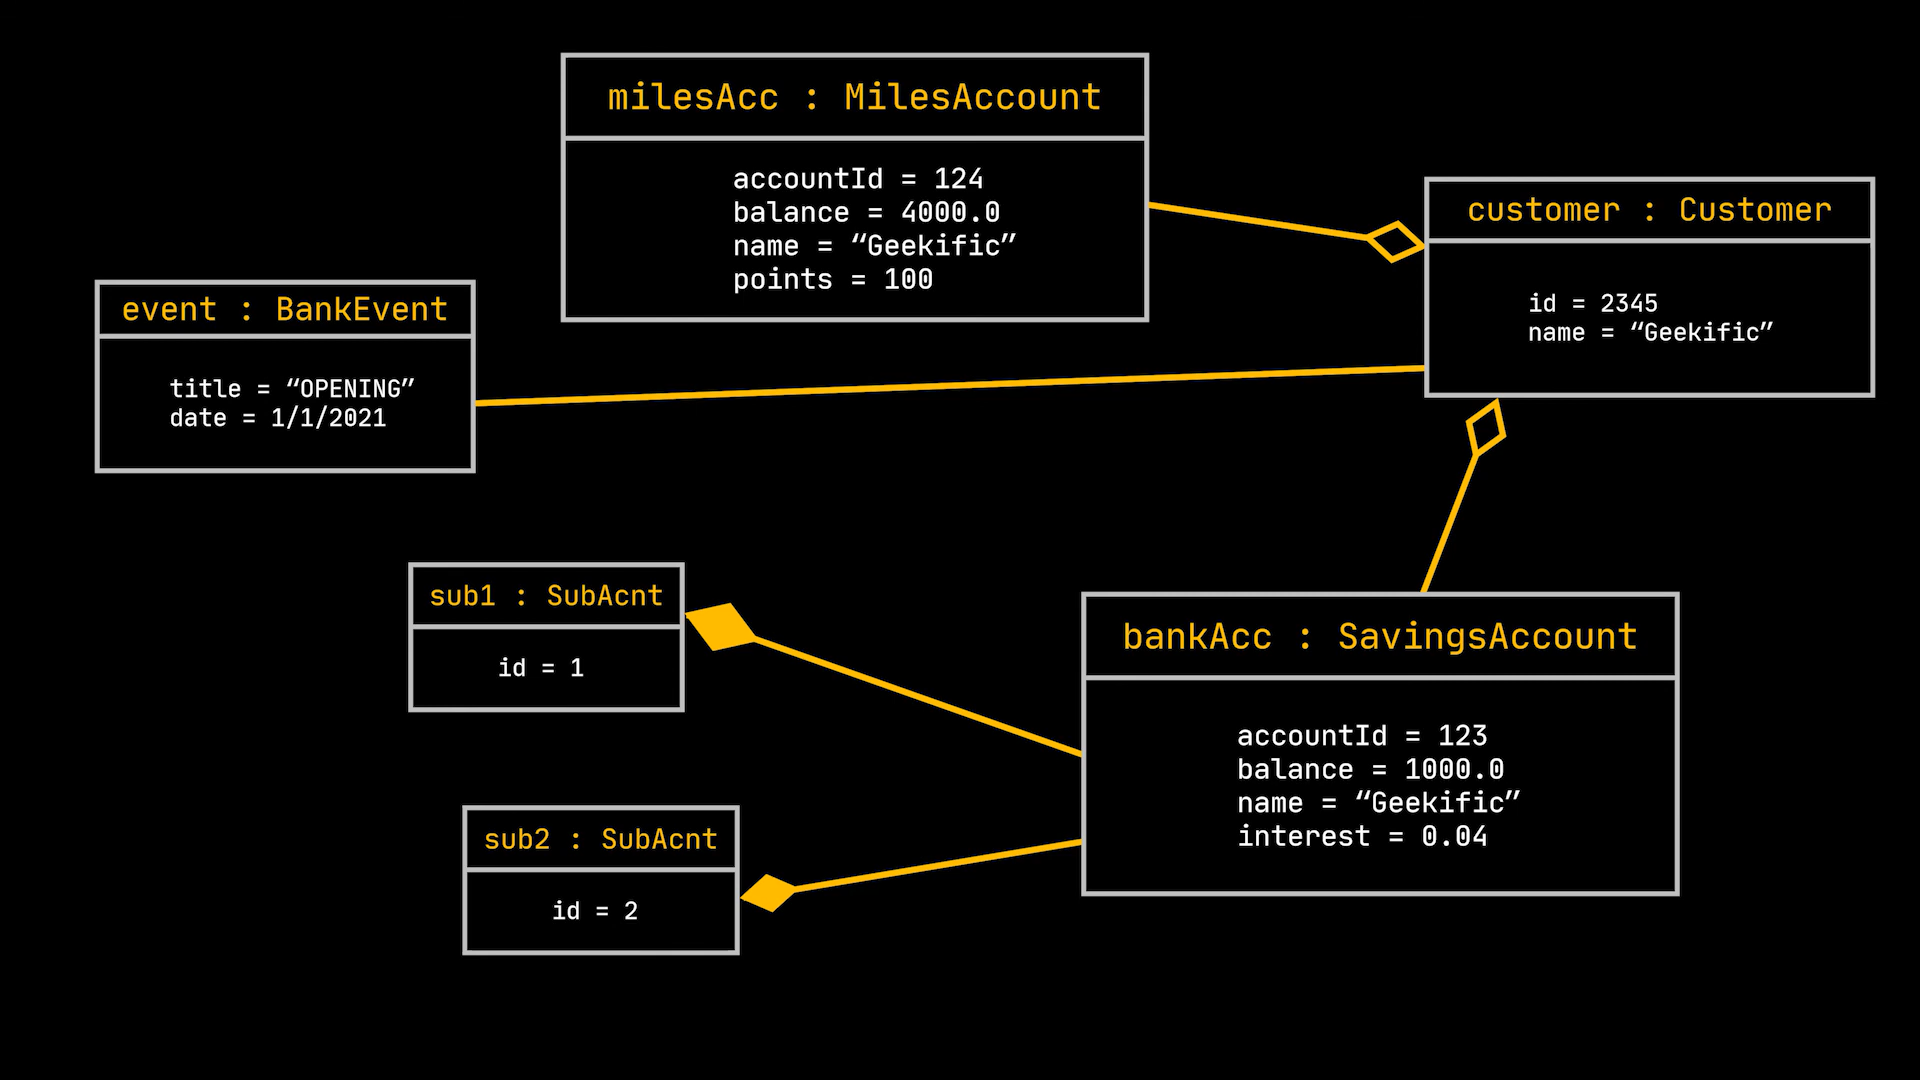 milesAcc : MilesAccount
accountId = 124
balance = 4000.0
name = “Geekific”
points = 100
customer : Customer
id = 2345
name = “Geekific”
event : BankEvent
title = “OPENING”
date = 1/1/2021
sub1 : SubAcnt
id = 1
bankAcc : SavingsAccount
accountId = 123
balance = 1000.0
name = “Geekific”
interest = 0.04
sub2 : SubAcnt
id = 2